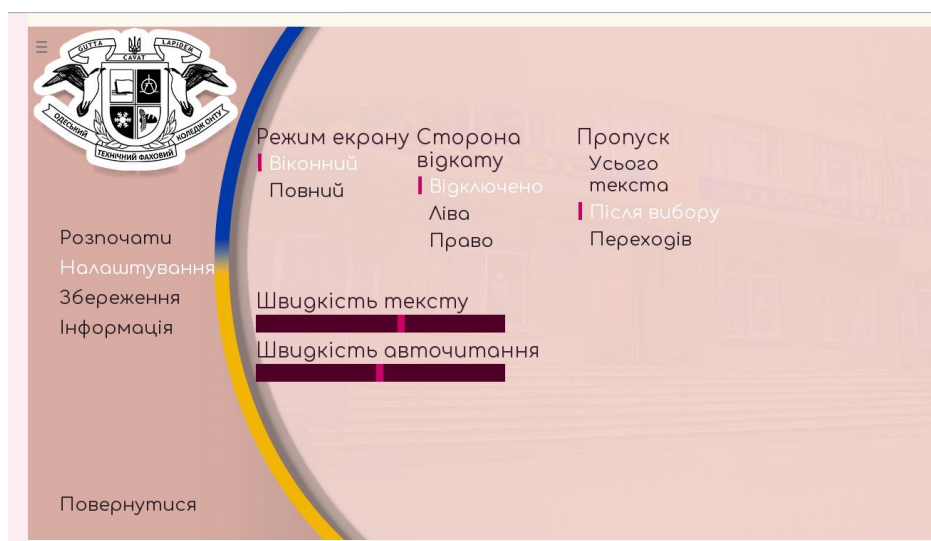 GUTTA CAVAT LAPIDEM
ОДЕСЬКИЙ ТЕХНІЧНИЙ ФАХОВИЙ КОЛЕДЖ ОНТУ
Розпочати
Налаштування
Збереження
Інформація
Повернутися
Режим екрану
Віконний
Повний
Сторона
відкату
Відключено
Ліва
Право
Пропуск
Усього
текста
Після вибору
Переходів
Швидкість тексту
Швидкість авточитання